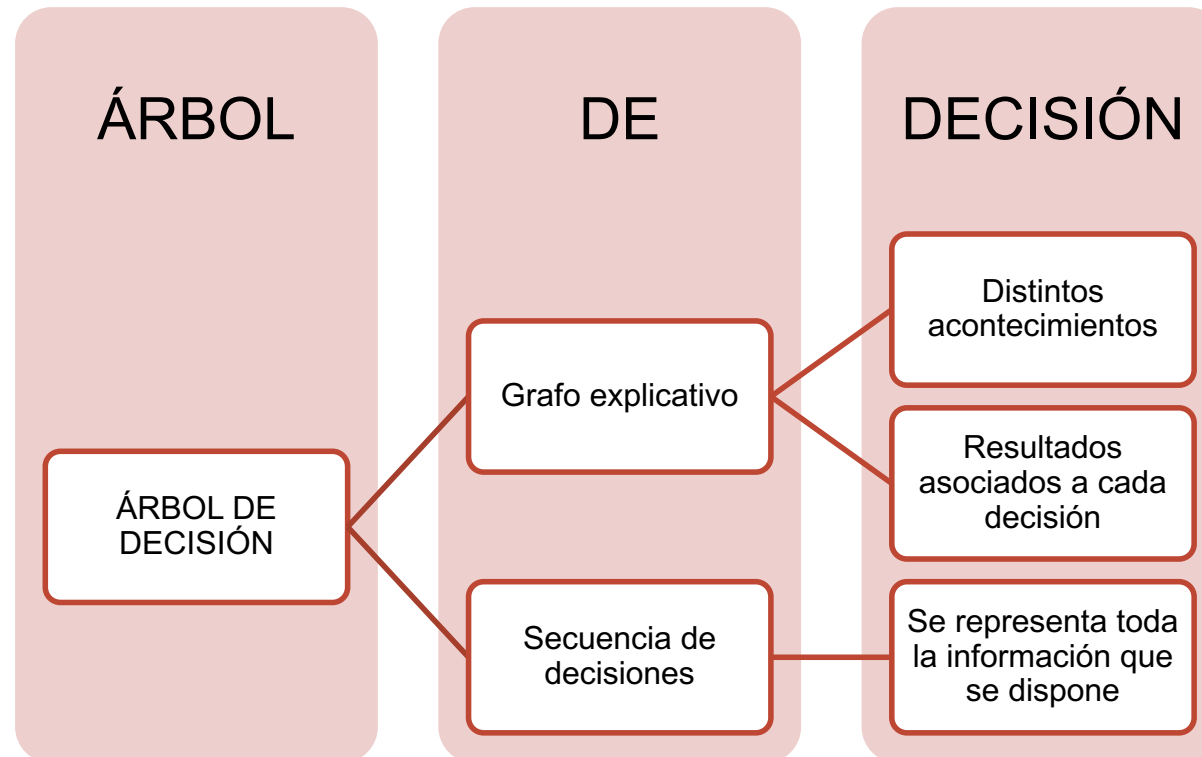 ÁRBOL
DE
DECISIÓN
ÁRBOL DE
DECISIÓN
Grafo explicativo
Distintos
acontecimientos
Resultados
asociados a cada
decisión
Secuencia de
decisiones
Se representa toda
la información que
se dispone